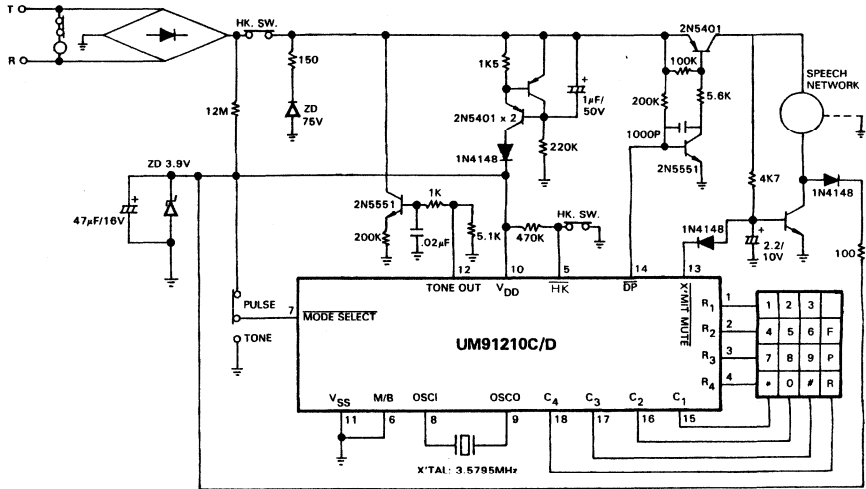 T
HK. SW.
R
150
12M
ZD
75V
1K5
2N5401 × 2
1N4148
+
1μF/
50V
220K
2N5401
100K
200K
5.6K
1000P
2N5551
SPEECH
NETWORK
4K7
1N4148
1N4148
+
2.2/
10V
100
ZD 3.9V
47μF/16V
+
2N5551
1K
200K
.02μF
5.1K
470K
HK. SW.
12
10
5
14
13
TONE OUT
VDD
HK
DP
X'MIT MUTE
PULSE
7
MODE SELECT
TONE
UM91210C/D
R1
1
R2
2
R3
3
R4
4
1 2 3
4 5 6 F
7 8 9 P
* 0 # R
VSS
M/B
OSCI
OSCO
C4
C3
C2
C1
11
6
8
9
18
17
16
15
X'TAL: 3.5795MHz